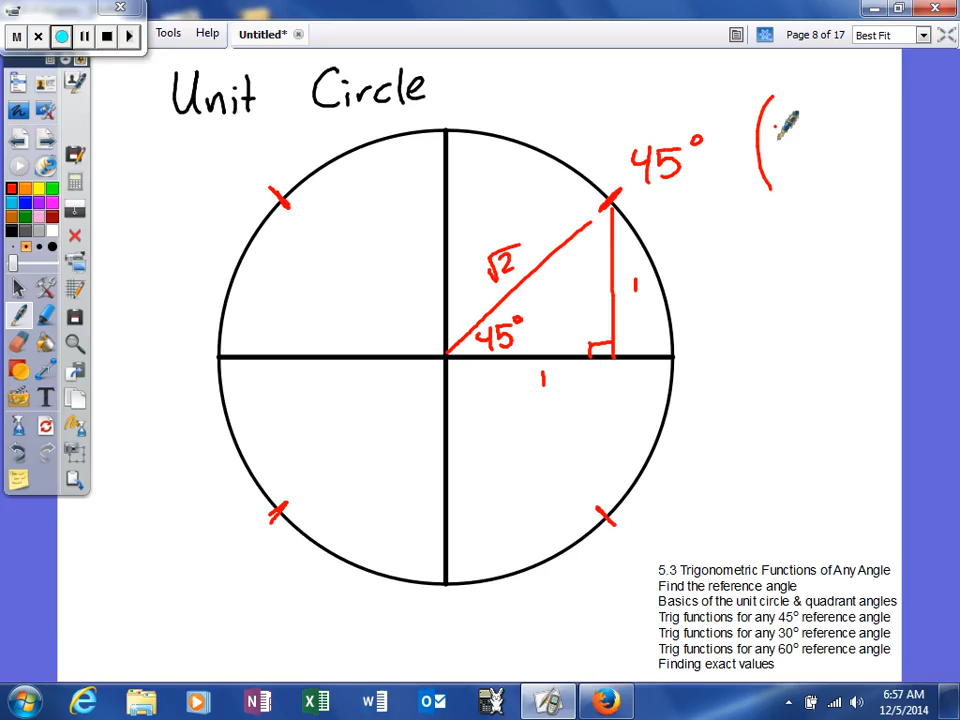 M
Tools Help Untitled* Page 8 of 17 Best Fit
Unit Circle
45° (
√2
1
45°
1
5.3 Trigonometric Functions of Any Angle
Find the reference angle
Basics of the unit circle & quadrant angles
Trig functions for any 45° reference angle
Trig functions for any 30° reference angle
Trig functions for any 60° reference angle
Finding exact values
6:57 AM
12/5/2014